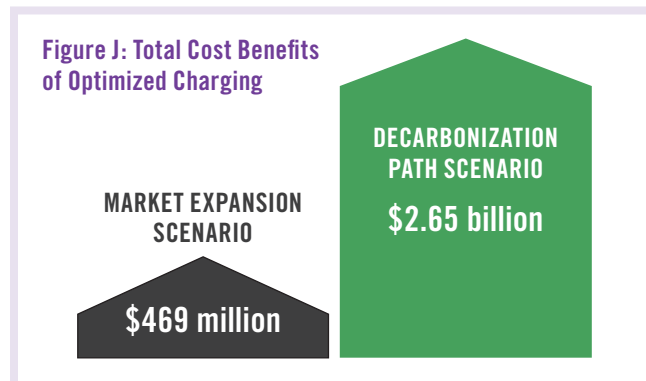 Figure J: Total Cost Benefits
of Optimized Charging
MARKET EXPANSION
SCENARIO
$469 million
DECARBONIZATION
PATH SCENARIO
$2.65 billion